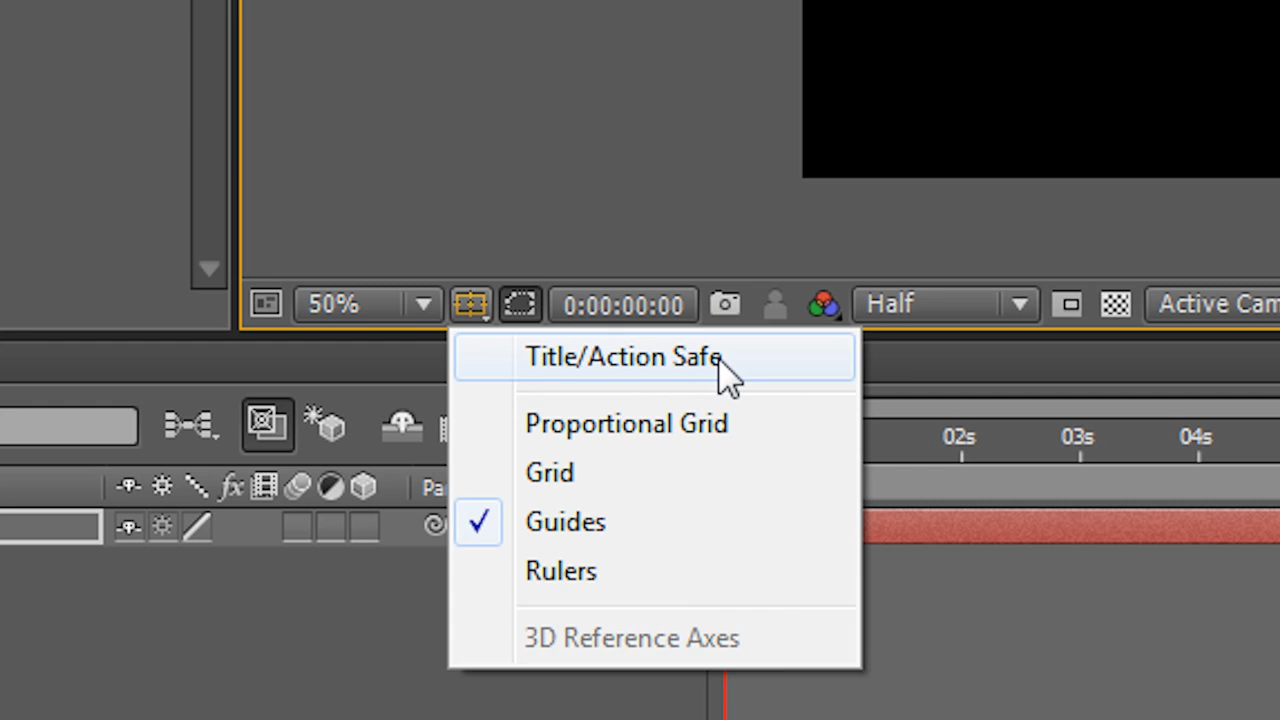 50%
0:00:00:00
Half
Active Cam
Title/Action Safe
Proportional Grid
Grid
Guides
Rulers
3D Reference Axes
02s
03s
04s
fx
Pa